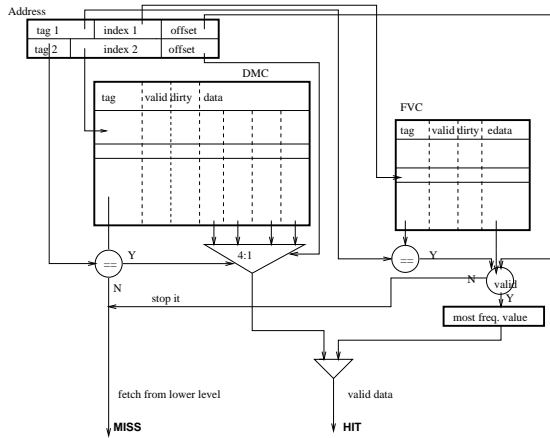 Address
tag 1 index 1 offset
tag 2 index 2 offset
DMC
tag valid dirty data
FVC
tag valid dirty edata
== Y 4:1
== Y
N
N valid
stop it
Y
most freq. value
fetch from lower level
valid data
MISS
HIT